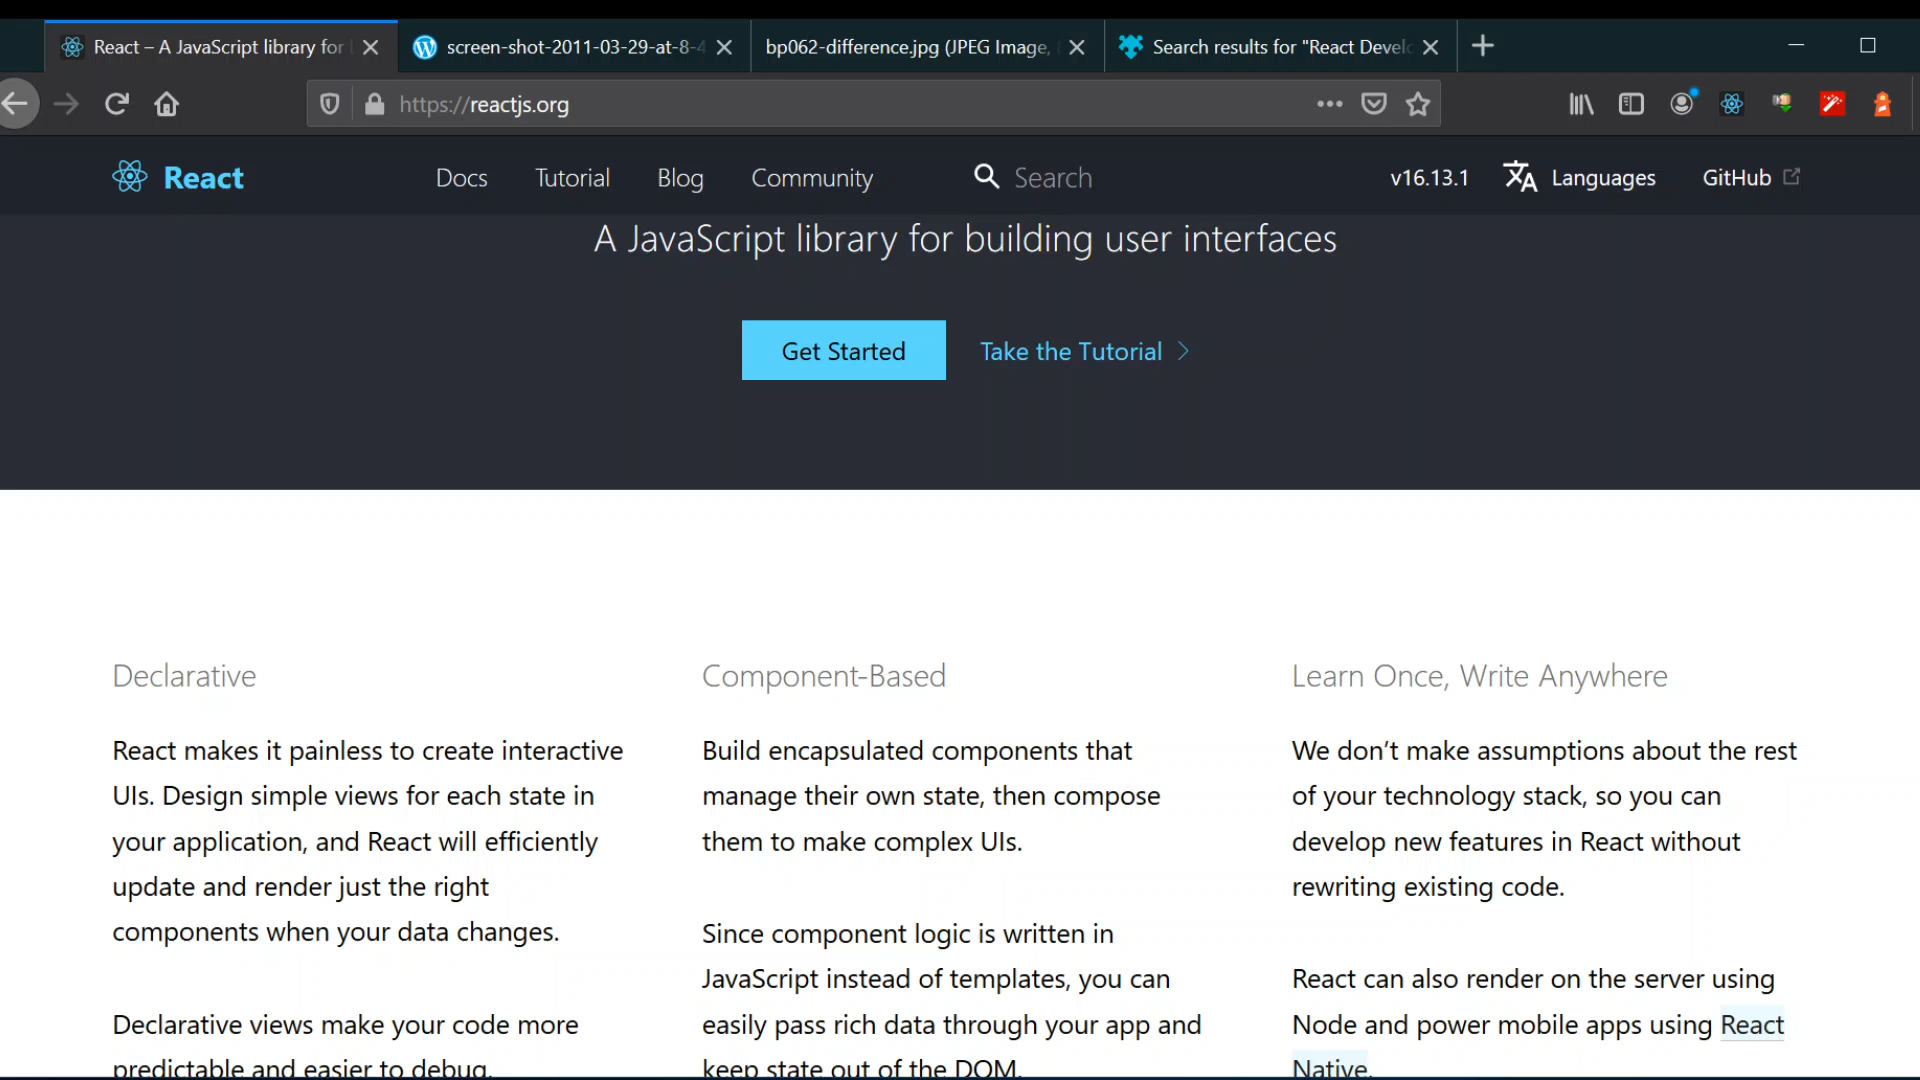 React – A JavaScript library for
screen-shot-2011-03-29-at-8-4
bp062-difference.jpg (JPEG Image,
Search results for "React Devel
https://reactjs.org
React
Docs
Tutorial
Blog
Community
Search
v16.13.1
Languages
GitHub
A JavaScript library for building user interfaces
Get Started
Take the Tutorial
Declarative
React makes it painless to create interactive
UIs. Design simple views for each state in
your application, and React will efficiently
update and render just the right
components when your data changes.
Declarative views make your code more
predictable and easier to debug.
Component-Based
Build encapsulated components that
manage their own state, then compose
them to make complex UIs.
Since component logic is written in
JavaScript instead of templates, you can
easily pass rich data through your app and
keep state out of the DOM.
Learn Once, Write Anywhere
We don’t make assumptions about the rest
of your technology stack, so you can
develop new features in React without
rewriting existing code.
React can also render on the server using
Node and power mobile apps using React
Native.